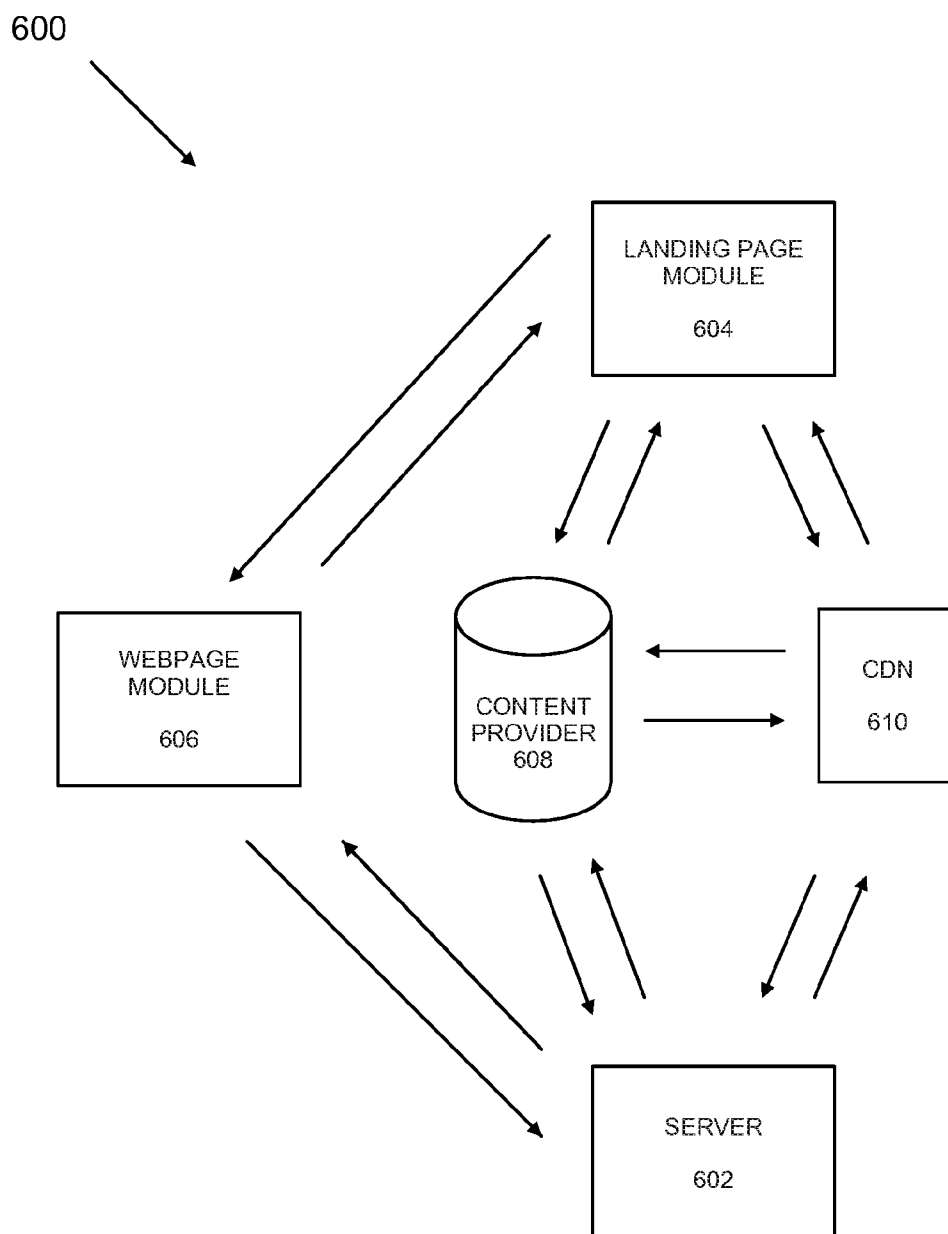 600
LANDING PAGE
MODULE
604
WEBPAGE
MODULE
606
CONTENT
PROVIDER
608
CDN
610
SERVER
602